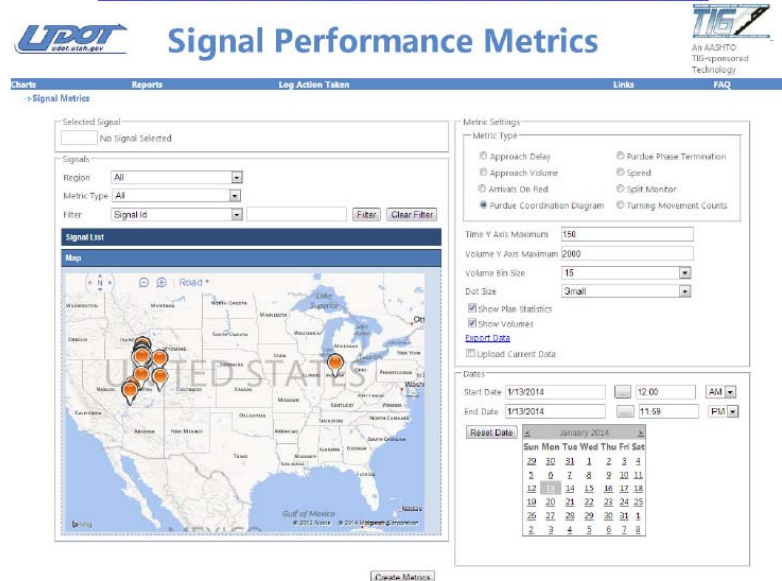 UDOT
udot.utah.gov
Signal Performance Metrics
TIG
An AASHTO
TIG-sponsored
Technology
Charts Reports Log Action Taken Links FAQ
->Signal Metrics
Selected Signal
No Signal Selected
Signals
Region All
Metric Type All
Filter Signal Id Filter Clear Filter
Signal List
Map
N Road
UNITED STATES
Gulf of Mexico
MEXICO
bing
Metric Settings
Metric Type
Approach Delay Purdue Phase Termination
Approach Volume Speed
Arrivals On Red Split Monitor
Purdue Coordination Diagram Turning Movement Counts
Time Y Axis Maximum 150
Volume Y Axis Maximum 2000
Volume Bin Size 15
Dot Size Small
Show Plan Statistics
Show Volumes
Export Data
Upload Current Data
Dates
Start Date 1/13/2014 ... 12:00 AM
End Date 1/13/2014 ... 11:59 PM
Reset Date < January 2014 >
Sun Mon Tue Wed Thu Fri Sat
29 30 31 1 2 3 4
5 6 7 8 9 10 11
12 13 14 15 16 17 18
19 20 21 22 23 24 25
26 27 28 29 30 31 1
2 3 4 5 6 7 8
Create Metrics